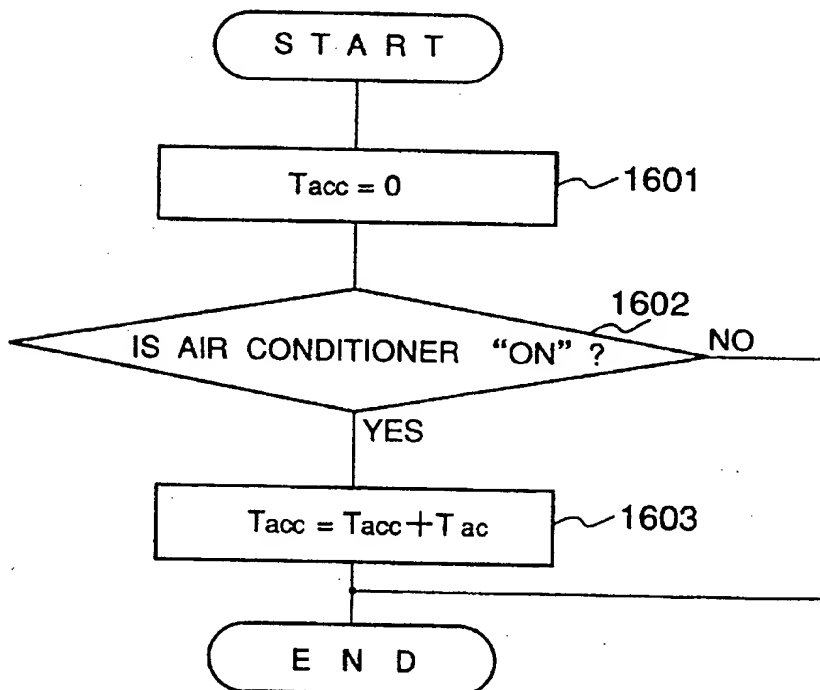 START
Tacc = 0
1601
1602
IS AIR CONDITIONER "ON" ?
NO
YES
Tacc = Tacc + Tac
1603
END